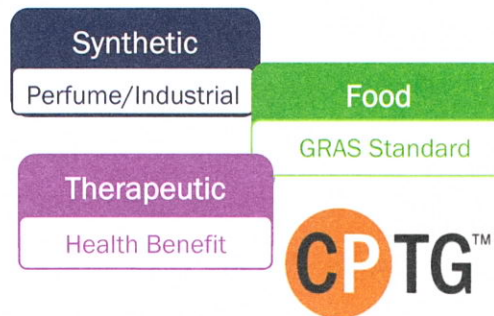 Synthetic
Perfume/Industrial
Food
GRAS Standard
Therapeutic
Health Benefit
CPTG™